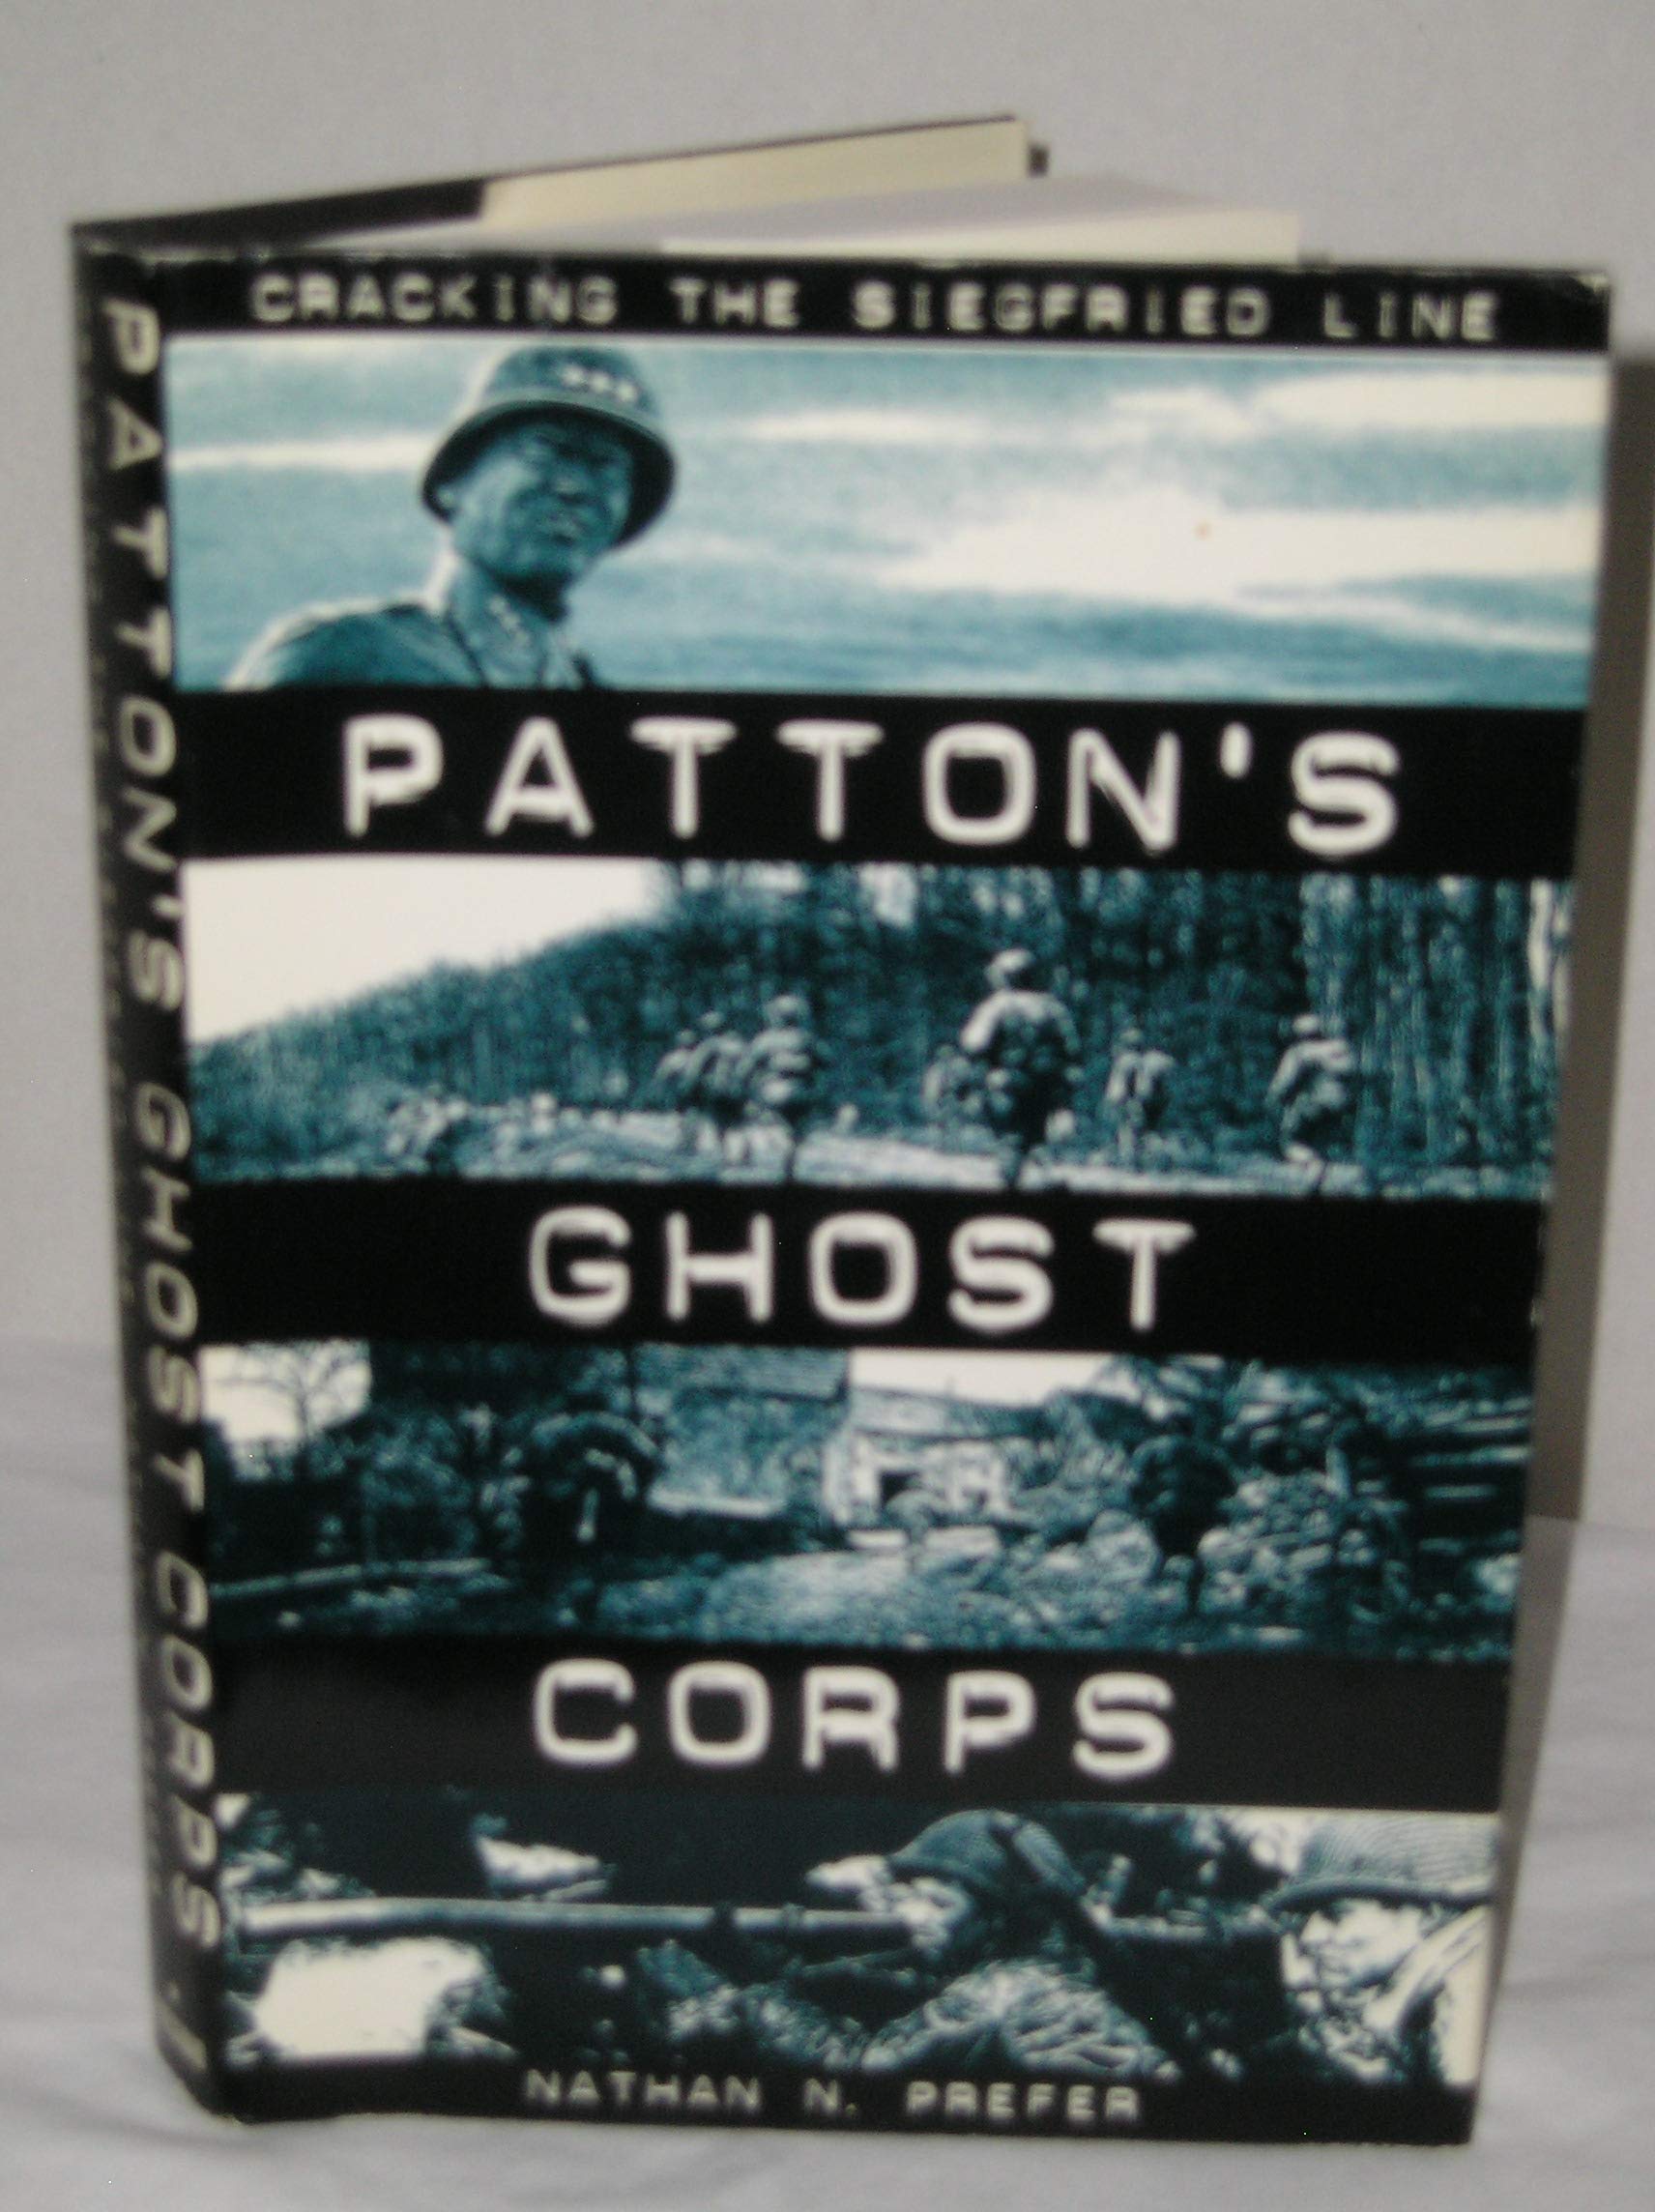 CRACKING THE SIEGFRIED LINE
PATTON'S
GHOST
CORPS
NATHAN N. PREFER
PATTON'S GHOST CORPS